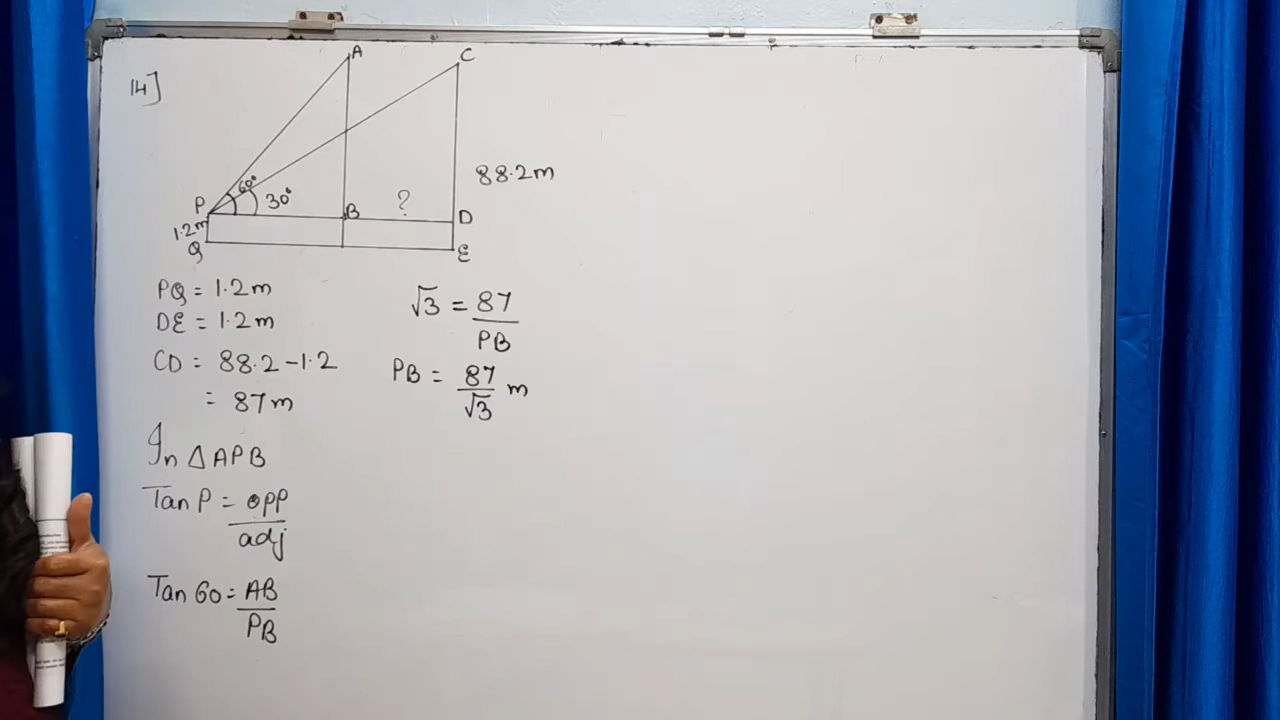 14]
A
C
60°
30°
P
B
?
D
88.2m
1.2m
Q
E
PQ = 1.2m
DE = 1.2m
CD = 88.2-1.2
= 87m
In △APB
Tan P = opp
adj
Tan 60 = AB
PB
√3 = 87
PB
PB = 87 m
√3